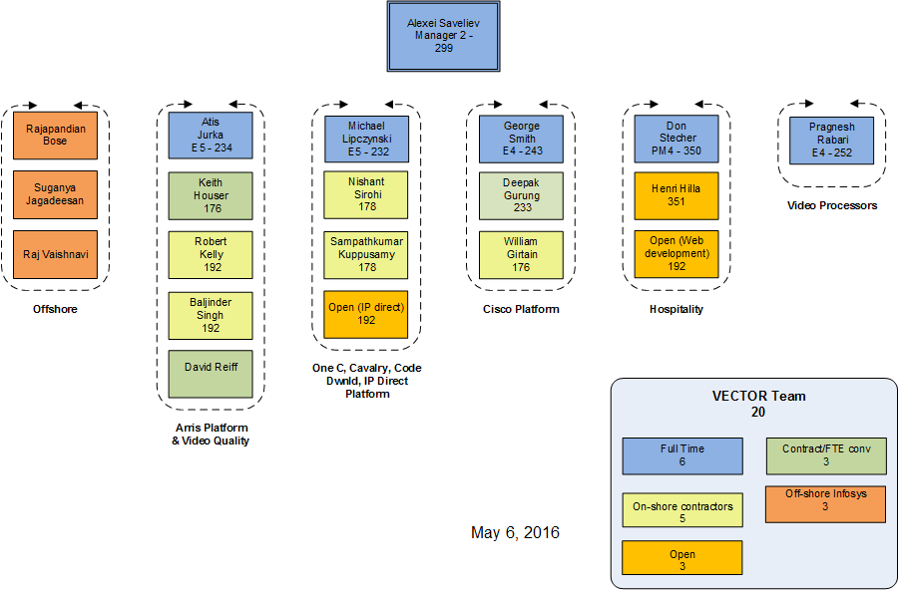 Alexei Saveliev
Manager 2 -
299
Rajapandian
Bose
Suganya
Jagadeesan
Raj Vaishnavi
Offshore
Atis
Jurka
E5 - 234
Keith
Houser
176
Robert
Kelly
192
Baljinder
Singh
192
David Reiff
Arris Platform
& Video Quality
Michael
Lipczynski
E5 - 232
Nishant
Sirohi
178
Sampathkumar
Kuppusamy
178
Open (IP direct)
192
One C, Cavalry, Code
Dwnld, IP Direct
Platform
George
Smith
E4 - 243
Deepak
Gurung
233
William
Girtain
176
Cisco Platform
Don
Stecher
PM4 - 350
Henri Hilla
351
Open (Web
development)
192
Hospitality
Pragnesh
Rabari
E4 - 252
Video Processors
VECTOR Team
20
Full Time
6
Contract/FTE conv
3
On-shore contractors
5
Off-shore Infosys
3
Open
3
May 6, 2016